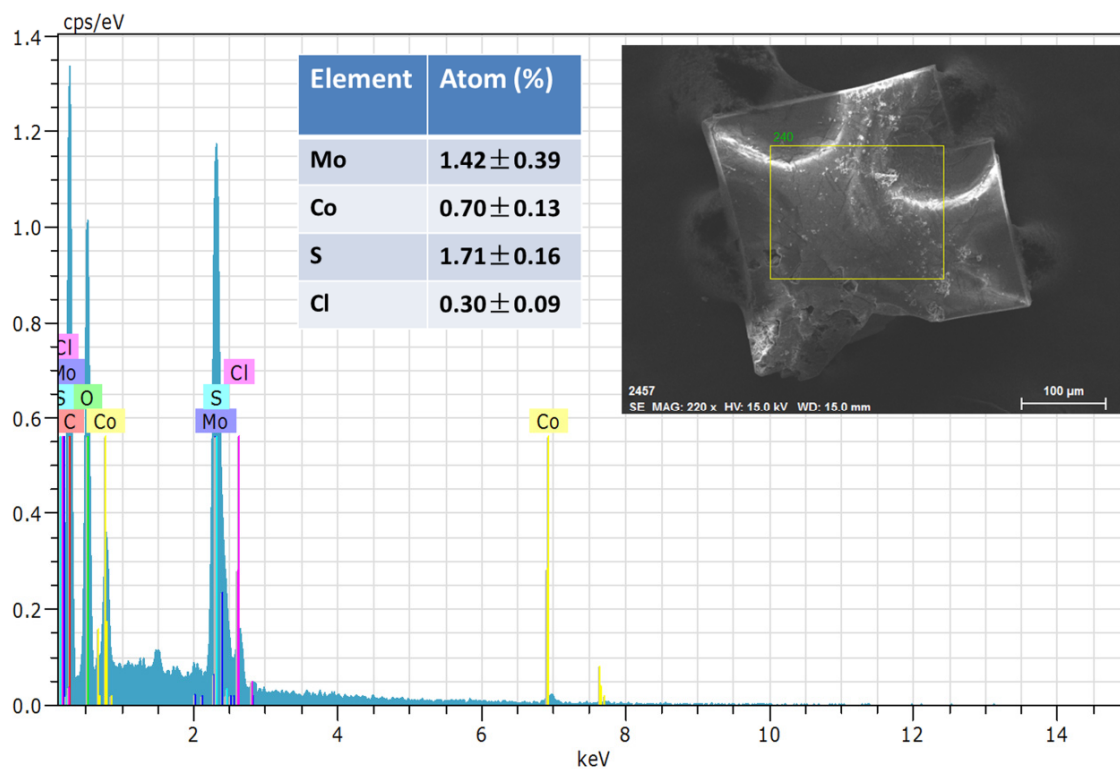 cps/eV
1.4
1.2
1.0
0.8
0.6
0.4
0.2
0.0
Element Atom (%)
Mo 1.42±0.39
Co 0.70±0.13
S 1.71±0.16
Cl 0.30±0.09
240
2457
SE MAG: 220 x HV: 15.0 kV WD: 15.0 mm
100 µm
Cl
Mo Cl
S O S
C Co Mo Co
2 4 6 8 10 12 14
keV